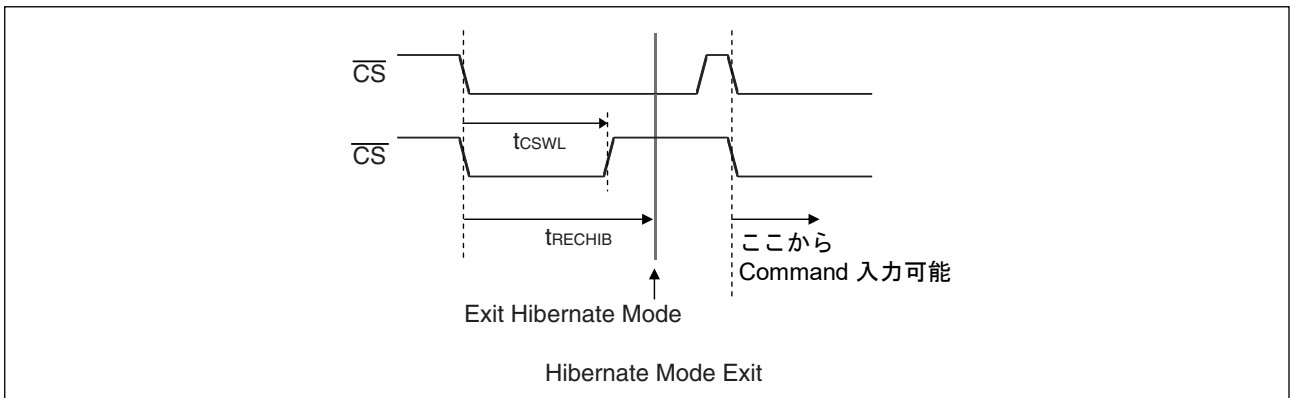 CS
tCSWL
CS
tRECHIB
ここから
Command 入力可能
Exit Hibernate Mode
Hibernate Mode Exit